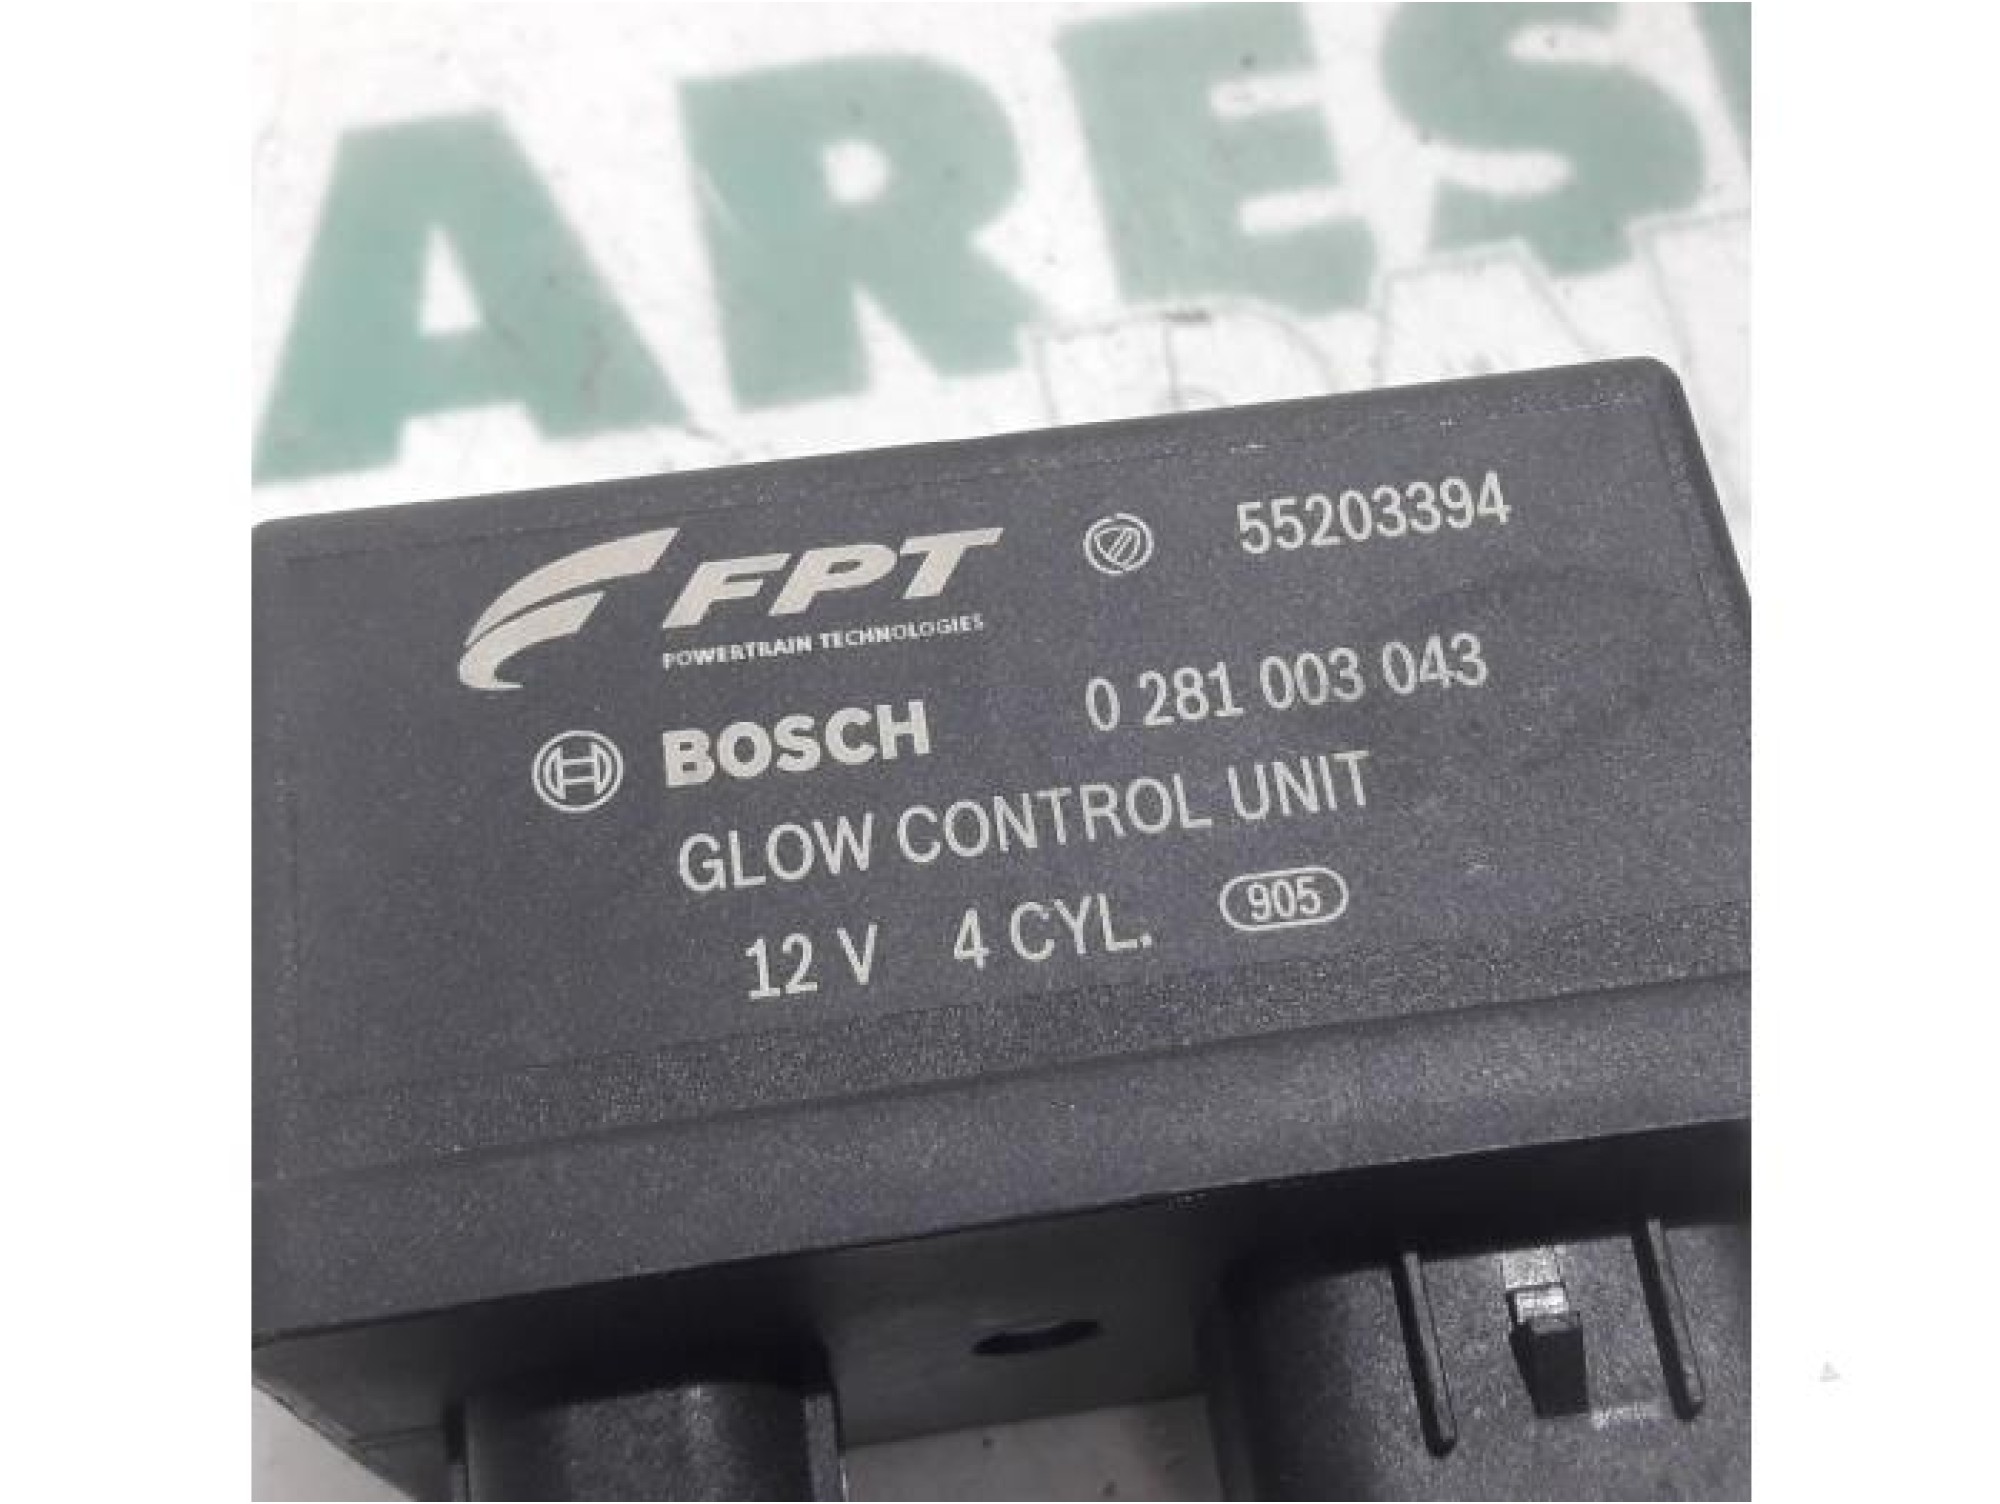 ARES
FPT 55203394
POWERTRAIN TECHNOLOGIES
BOSCH 0 281 003 043
GLOW CONTROL UNIT
12 V 4 CYL. 905